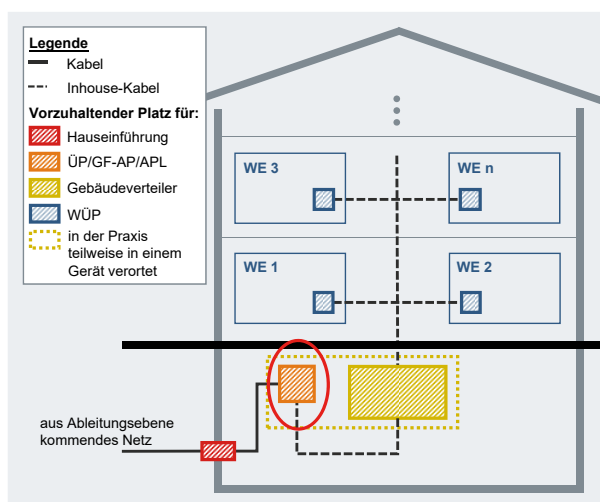 Legende
Kabel
Inhouse-Kabel
Vorzuhaltender Platz für:
Hauseinführung
ÜP/GF-AP/APL
Gebäudeverteiler
WÜP
in der Praxis
teilweise in einem
Gerät verortet
WE 3
WE n
WE 1
WE 2
aus Ableitungsebene
kommendes Netz